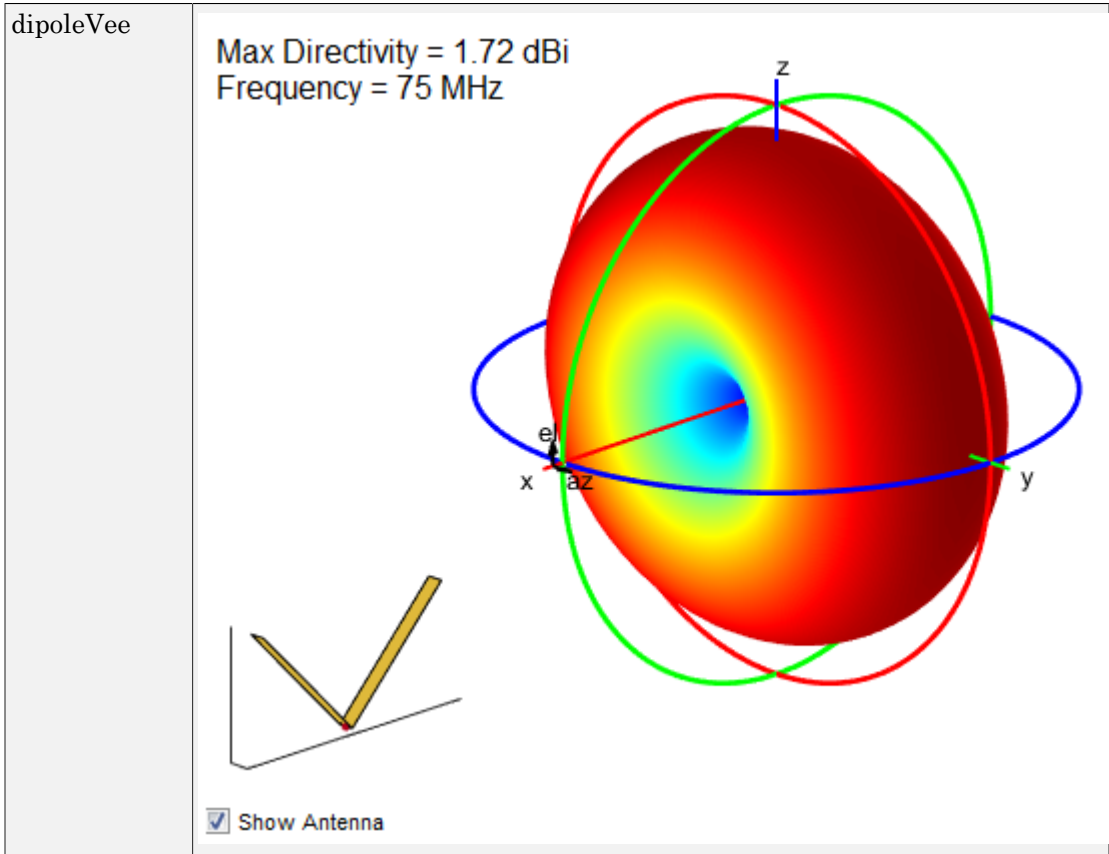 dipoleVee
Max Directivity = 1.72 dBi
Frequency = 75 MHz
z
el
x
az
y
Show Antenna